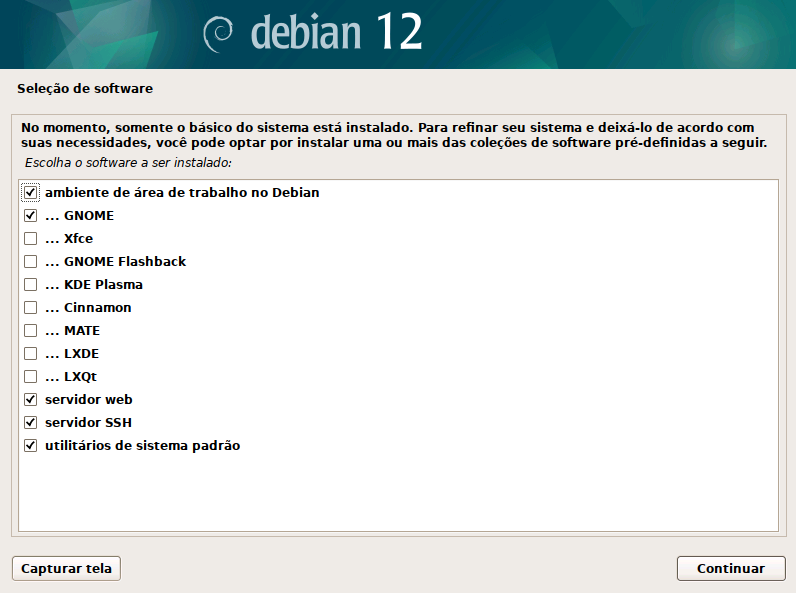 debian 12
Seleção de software
No momento, somente o básico do sistema está instalado. Para refinar seu sistema e deixá-lo de acordo com
suas necessidades, você pode optar por instalar uma ou mais das coleções de software pré-definidas a seguir.
Escolha o software a ser instalado:
ambiente de área de trabalho no Debian
... GNOME
... Xfce
... GNOME Flashback
... KDE Plasma
... Cinnamon
... MATE
... LXDE
... LXQt
servidor web
servidor SSH
utilitários de sistema padrão
Capturar tela
Continuar